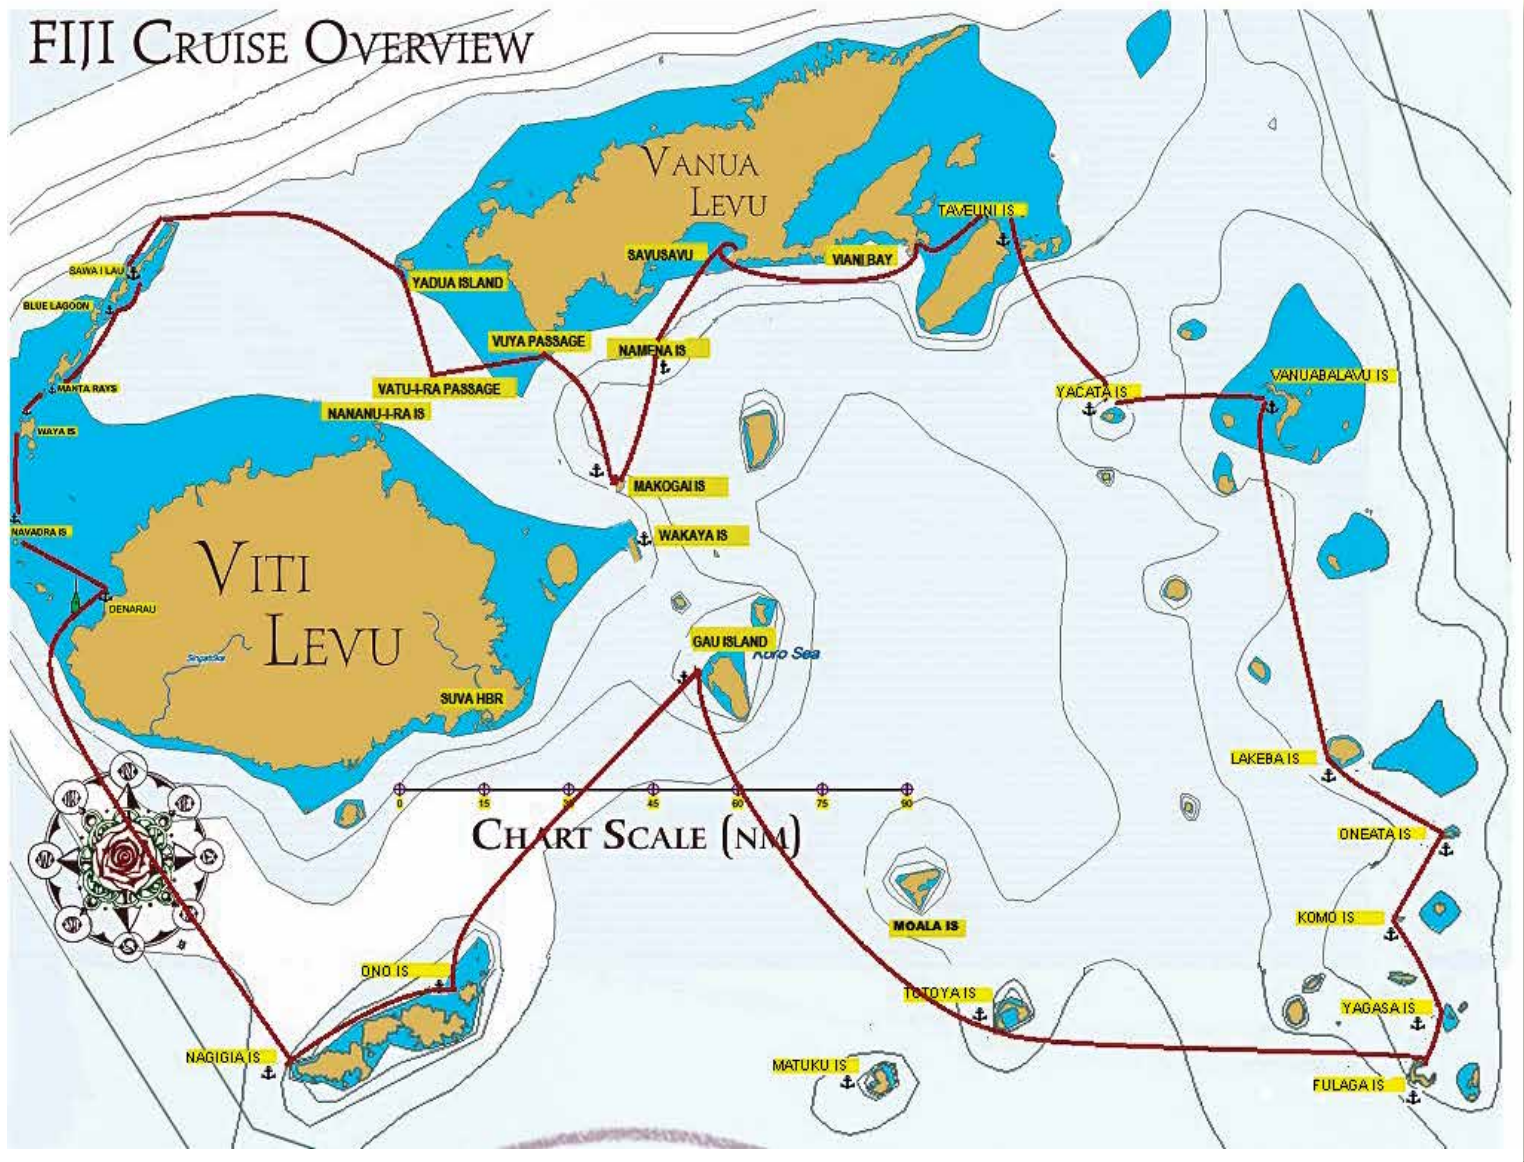 FIJI CRUISE OVERVIEW
VANUA
LEVU
TAVEUNI IS
SAVUSAVU
VIANI BAY
SAWA I LAU
YADUA ISLAND
BLUE LAGOON
VUYA PASSAGE
NAMENA IS
VANUABALAVU IS
MANTA RAYS
VATU-I-RA PASSAGE
YACATA IS
NANANU-I-RA IS
WAYA IS
MAKOGAI IS
NAVADRA IS
WAKAYA IS
VITI
LEVU
DENARAU
GAU ISLAND
Koro Sea
SUVA HBR
LAKEBA IS
0 15 30 45 60 75 90
CHART SCALE (NM)
ONEATA IS
KOMO IS
MOALA IS
ONO IS
TOTOYA IS
YAGASA IS
NAGIGIA IS
MATUKU IS
FULAGA IS